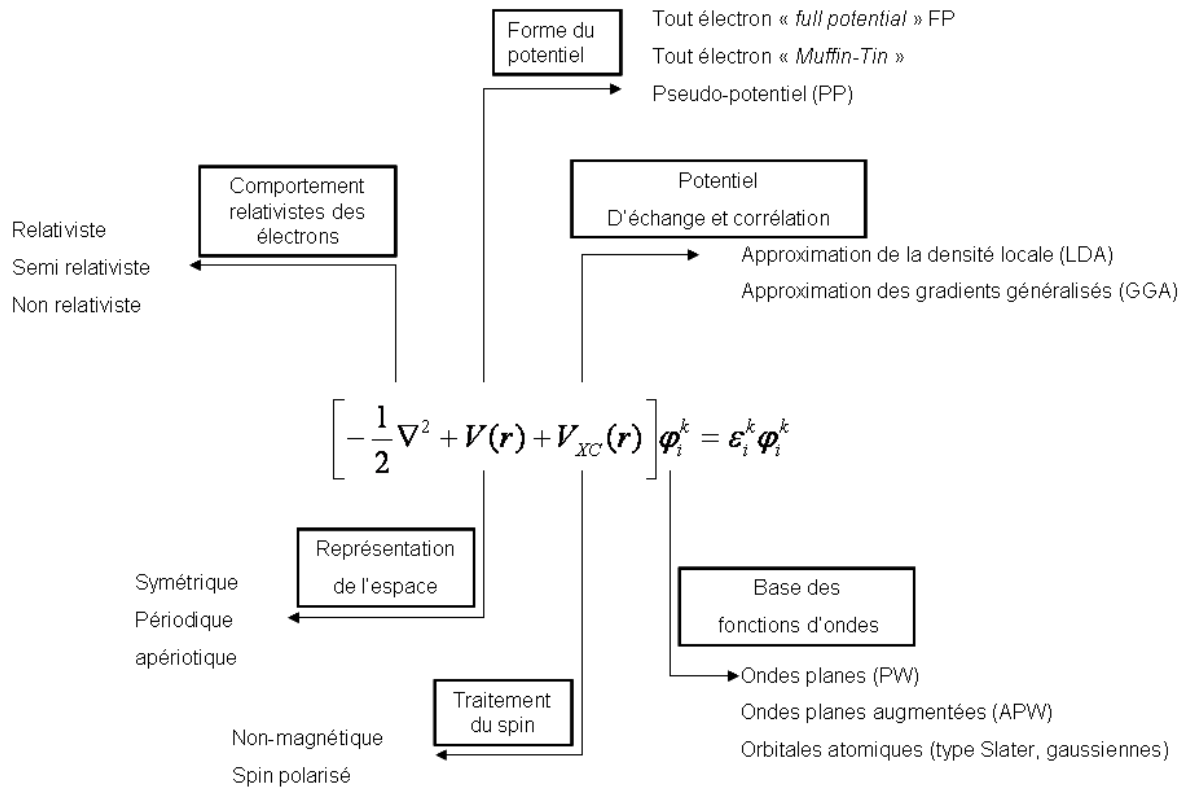 Forme du
potentiel
Tout électron « full potential » FP
Tout électron « Muffin-Tin »
Pseudo-potentiel (PP)
Comportement
relativistes des
électrons
Relativiste
Semi relativiste
Non relativiste
Potentiel
D'échange et corrélation
Approximation de la densité locale (LDA)
Approximation des gradients généralisés (GGA)
[-1/2 ∇² + V(r) + V_XC(r)] φ_i^k = ε_i^k φ_i^k
Représentation
de l'espace
Symétrique
Périodique
apériotique
Base des
fonctions d'ondes
Ondes planes (PW)
Ondes planes augmentées (APW)
Orbitales atomiques (type Slater, gaussiennes)
Traitement
du spin
Non-magnétique
Spin polarisé